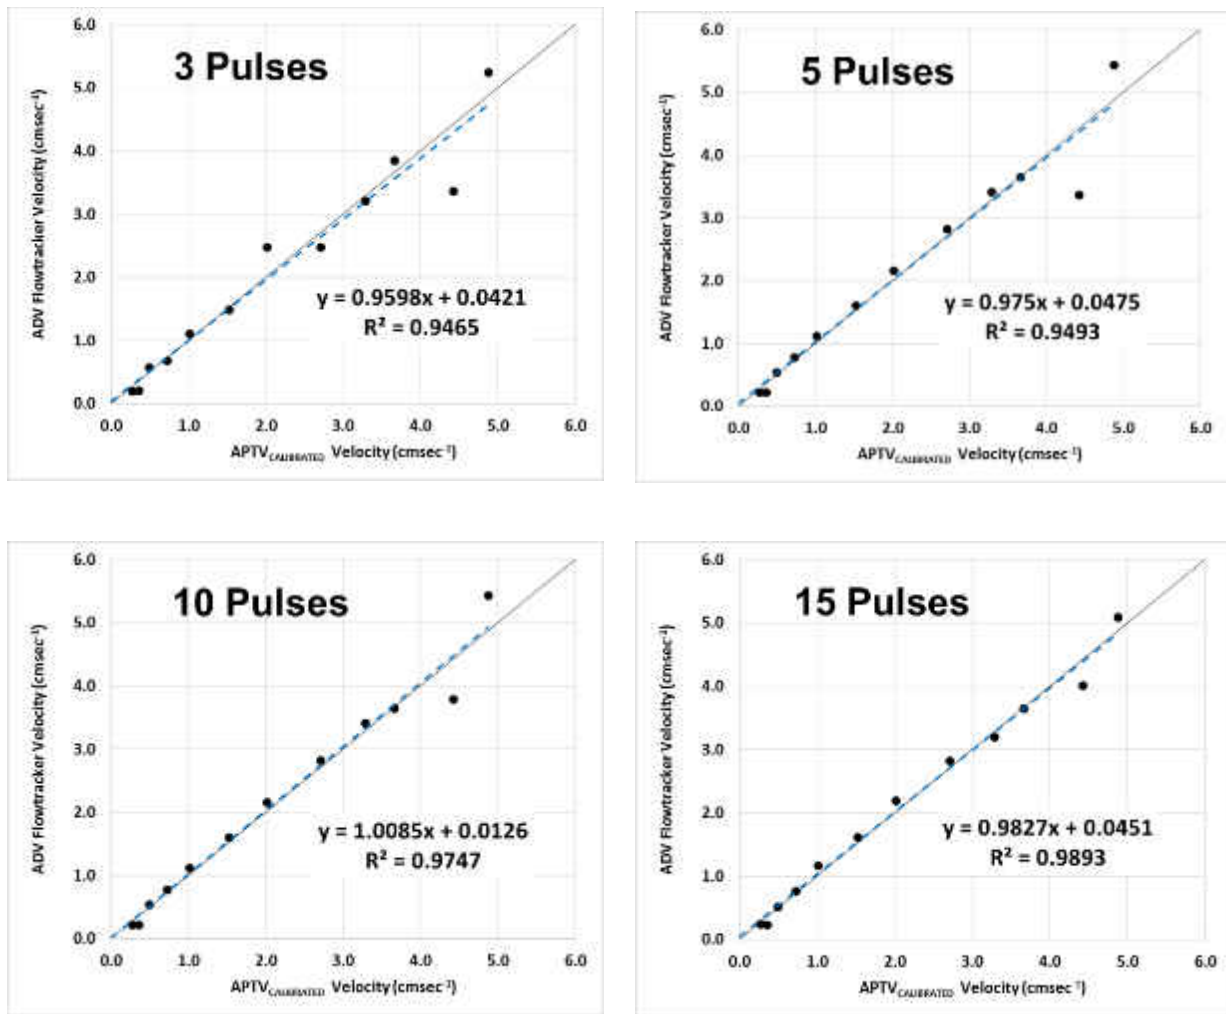 3 Pulses
ADV Flowtracker Velocity (cmsec⁻¹)
6.0
5.0
4.0
3.0
2.0
1.0
0.0
y = 0.9598x + 0.0421
R² = 0.9465
0.0 1.0 2.0 3.0 4.0 5.0 6.0
APTV_CALIBRATED Velocity (cmsec⁻¹)
5 Pulses
ADV Flowtracker Velocity (cmsec⁻¹)
6.0
5.0
4.0
3.0
2.0
1.0
0.0
y = 0.975x + 0.0475
R² = 0.9493
0.0 1.0 2.0 3.0 4.0 5.0 6.0
APTV_CALIBRATED Velocity (cmsec⁻¹)
10 Pulses
ADV Flowtracker Velocity (cmsec⁻¹)
6.0
5.0
4.0
3.0
2.0
1.0
0.0
y = 1.0085x + 0.0126
R² = 0.9747
0.0 1.0 2.0 3.0 4.0 5.0 6.0
APTV_CALIBRATED Velocity (cmsec⁻¹)
15 Pulses
ADV Flowtracker Velocity (cmsec⁻¹)
6.0
5.0
4.0
3.0
2.0
1.0
0.0
y = 0.9827x + 0.0451
R² = 0.9893
0.0 1.0 2.0 3.0 4.0 5.0 6.0
APTV_CALIBRATED Velocity (cmsec⁻¹)